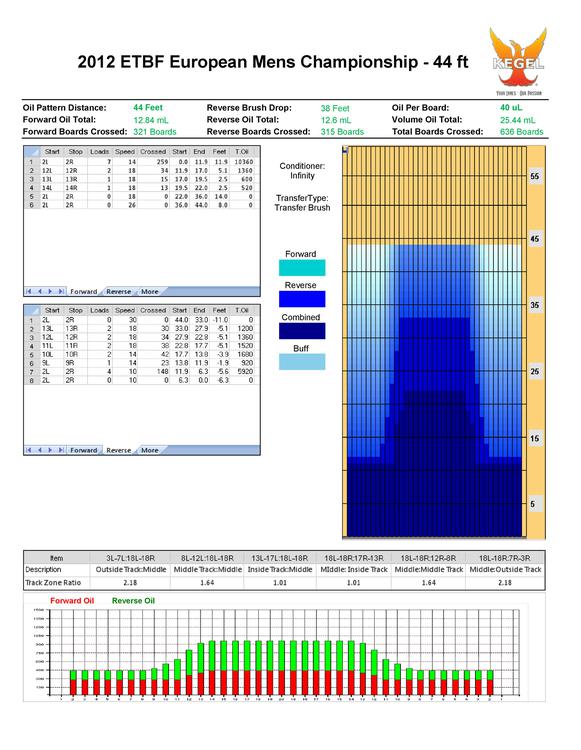 2012 ETBF European Mens Championship - 44 ft
KEGEL
Oil Pattern Distance: 44 Feet Reverse Brush Drop: 38 Feet Oil Per Board: 40 uL
Forward Oil Total: 12.84 mL Reverse Oil Total: 12.6 mL Volume Oil Total: 25.44 mL
Forward Boards Crossed: 321 Boards Reverse Boards Crossed: 315 Boards Total Boards Crossed: 636 Boards
Start Stop Loads Speed Crossed Start End Feet T.Oil
1 2L 2R 7 14 259 0.0 11.9 11.9 10360
2 12L 12R 2 18 34 11.9 17.0 5.1 1360
3 13L 13R 1 18 15 17.0 19.5 2.5 600
4 14L 14R 1 18 13 19.5 22.0 2.5 520
5 2L 2R 0 18 0 22.0 36.0 14.0 0
6 2L 2R 0 26 0 36.0 44.0 8.0 0
Forward Reverse More
Start Stop Loads Speed Crossed Start End Feet T.Oil
1 2L 2R 0 30 0 44.0 33.0 -11.0 0
2 13L 13R 2 18 30 33.0 27.9 -5.1 1200
3 12L 12R 2 18 34 27.9 22.8 -5.1 1360
4 11L 11R 2 18 38 22.8 17.7 -5.1 1520
5 10L 10R 2 14 42 17.7 13.8 -3.9 1680
6 9L 9R 1 14 23 13.8 11.9 -1.9 920
7 2L 2R 4 10 148 11.9 6.3 -5.6 5920
8 2L 2R 0 10 0 6.3 0.0 -6.3 0
Forward Reverse More
Conditioner:
Infinity
TransferType:
Transfer Brush
Forward
Reverse
Combined
Buff
55
45
35
25
15
5
Item 3L-7L:18L-18R 8L-12L:18L-18R 13L-17L:18L-18R 18L-18R:17R-13R 18L-18R:12R-8R 18L-18R:7R-3R
Description Outside Track:Middle Middle Track:Middle Inside Track:Middle Middle: Inside Track Middle:Middle Track Middle:Outside Track
Track Zone Ratio 2.18 1.64 1.01 1.01 1.64 2.18
Forward Oil Reverse Oil